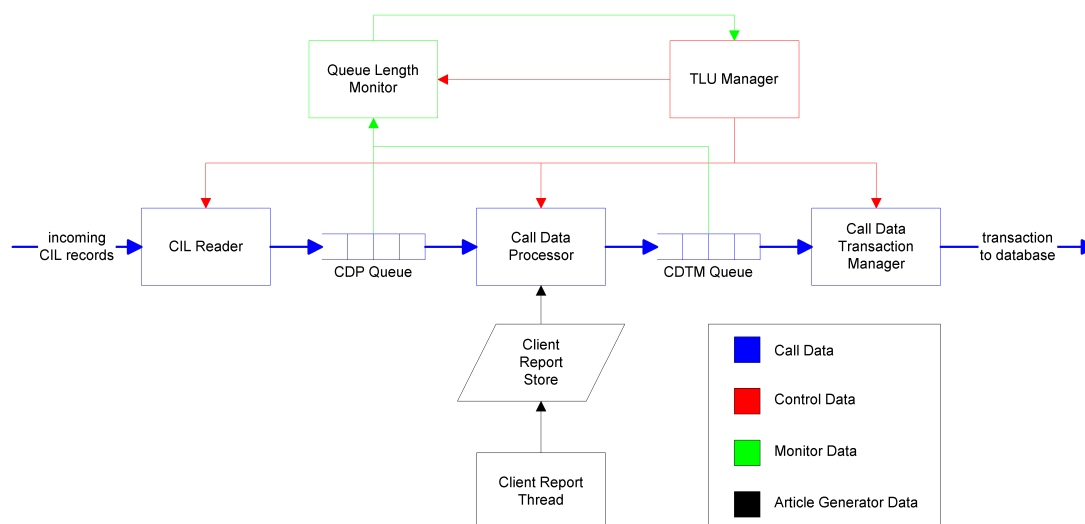 Queue Length
Monitor
TLU Manager
incoming
CIL records
CIL Reader
CDP Queue
Call Data
Processor
CDTM Queue
Call Data
Transaction
Manager
transaction
to database
Client
Report
Store
Client Report
Thread
Call Data
Control Data
Monitor Data
Article Generator Data